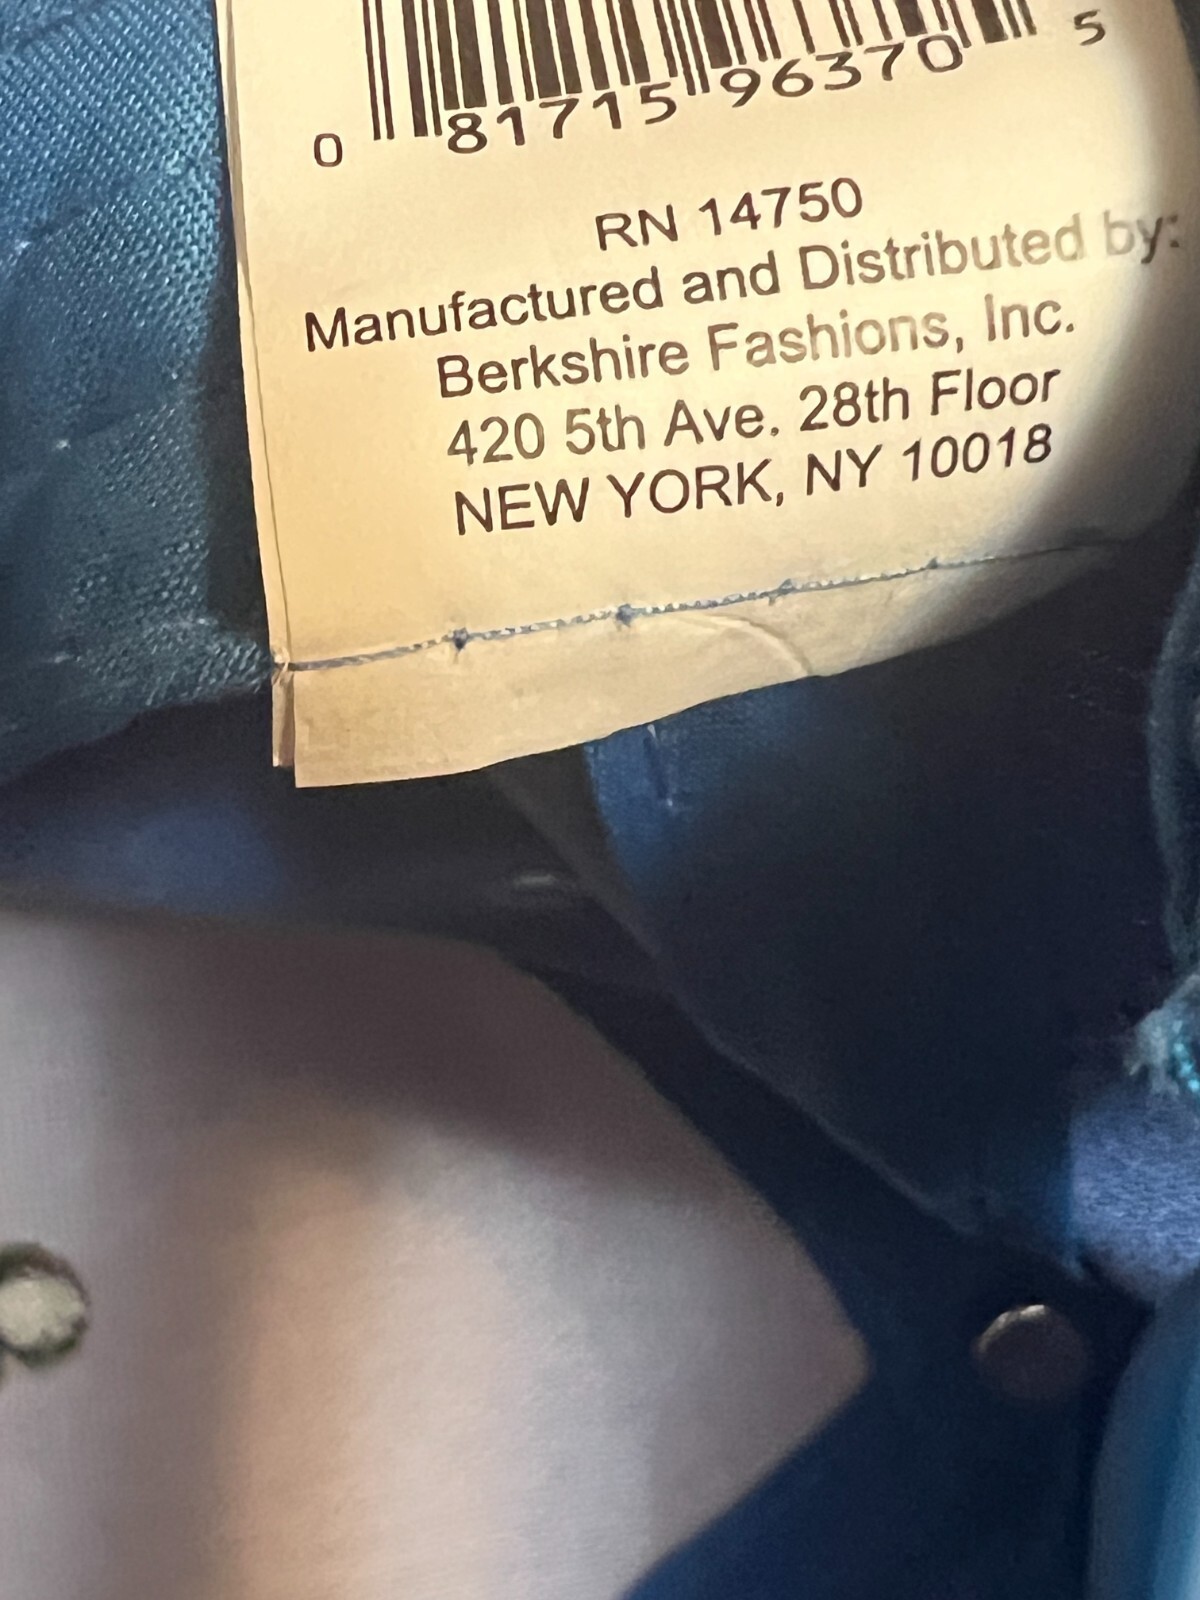 0 81715 96370 5
RN 14750
Manufactured and Distributed by:
Berkshire Fashions, Inc.
420 5th Ave. 28th Floor
NEW YORK, NY 10018